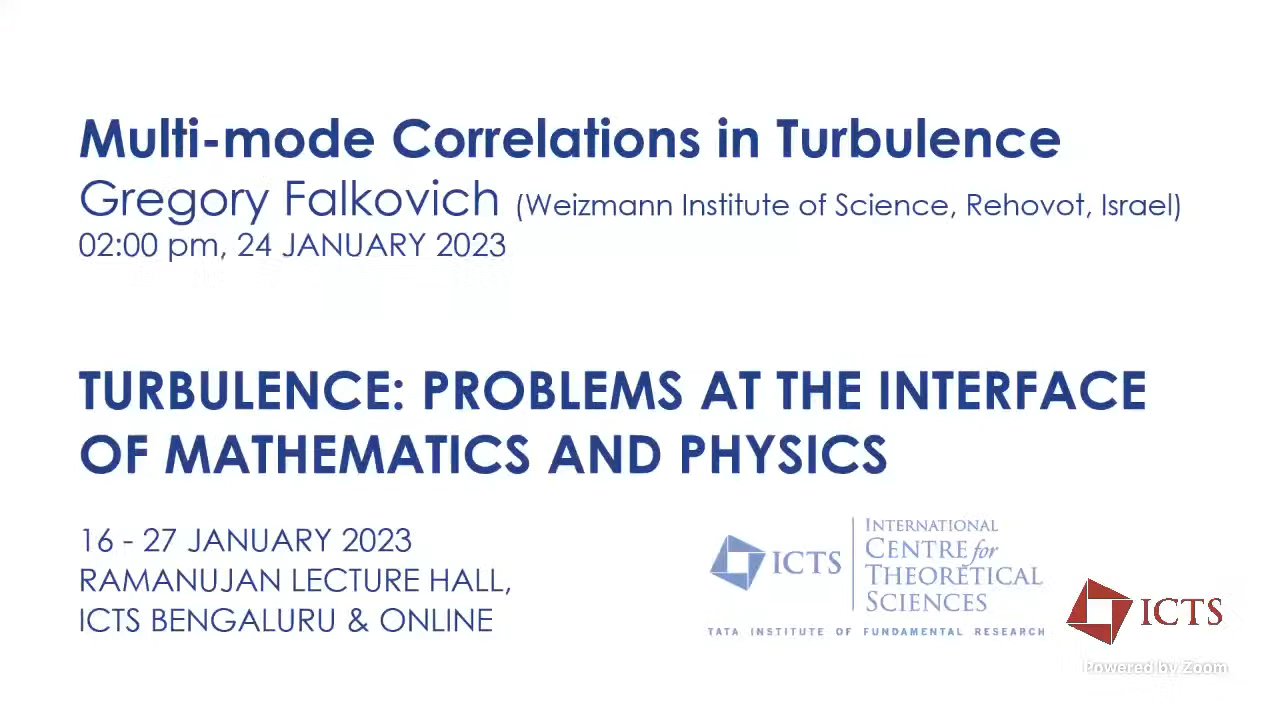 Multi-mode Correlations in Turbulence
Gregory Falkovich (Weizmann Institute of Science, Rehovot, Israel)
02:00 pm, 24 JANUARY 2023
TURBULENCE: PROBLEMS AT THE INTERFACE
OF MATHEMATICS AND PHYSICS
16 - 27 JANUARY 2023
RAMANUJAN LECTURE HALL,
ICTS BENGALURU & ONLINE
ICTS
INTERNATIONAL
CENTRE for
THEORETICAL
SCIENCES
TATA INSTITUTE OF FUNDAMENTAL RESEARCH
ICTS
Powered by Zoom